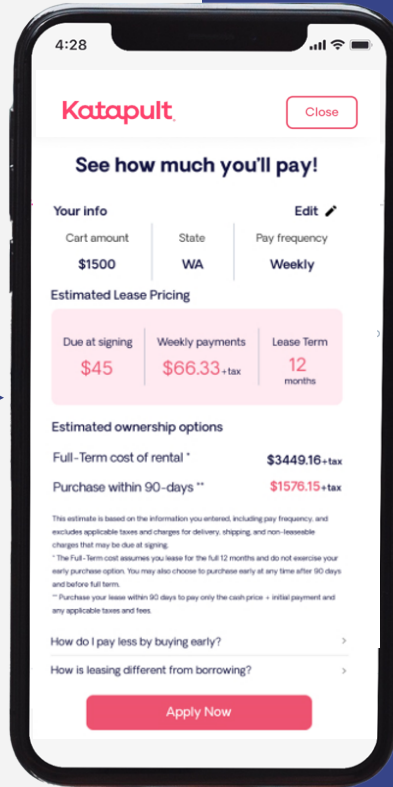 4:28
Katapult
Close
See how much you'll pay!
Your info
Edit
Cart amount
State
Pay frequency
$1500
WA
Weekly
Estimated Lease Pricing
Due at signing
Weekly payments
Lease Term
$45
$66.33+tax
12
months
Estimated ownership options
Full-Term cost of rental *
$3449.16+tax
Purchase within 90-days **
$1576.15+tax
This estimate is based on the information you entered, including pay frequency, and
excludes applicable taxes and charges for delivery, shipping, and non-leaseable
charges that may be due at signing.
* The Full-Term cost assumes you lease for the full 12 months and do not exercise your
early purchase option. You may also choose to purchase early at any time after 90 days
and before full term.
** Purchase your lease within 90 days to pay only the cash price + initial payment and
any applicable taxes and fees.
How do I pay less by buying early?
How is leasing different from borrowing?
Apply Now